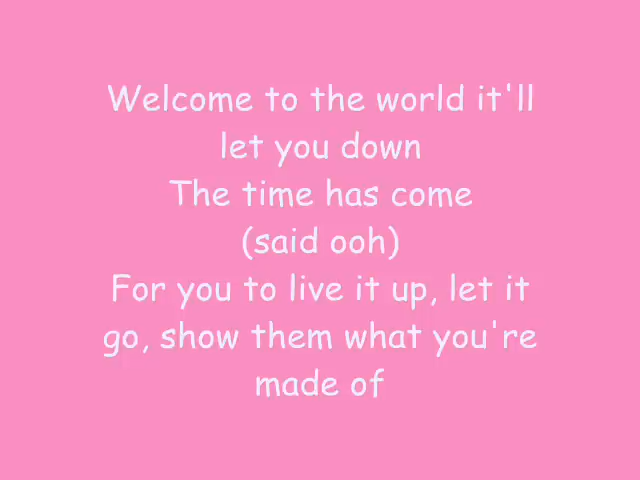 Welcome to the world it'll
let you down
The time has come
(said ooh)
For you to live it up, let it
go, show them what you're
made of